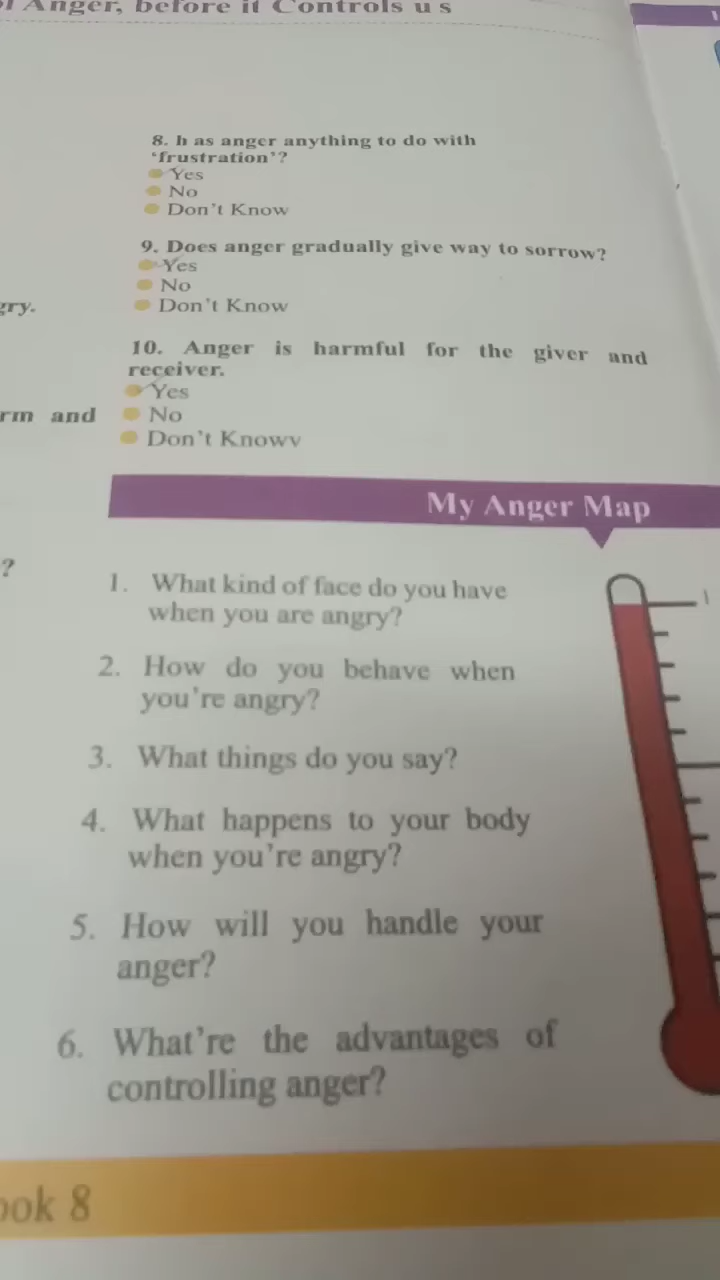 Anger, before it Controls u s
8. h as anger anything to do with
‘frustration’?
Yes
No
Don’t Know
9. Does anger gradually give way to sorrow?
Yes
No
Don’t Know
gry.
10. Anger is harmful for the giver and
receiver.
Yes
rm and
No
Don’t Knowv
My Anger Map
?
1. What kind of face do you have
when you are angry?
2. How do you behave when
you’re angry?
3. What things do you say?
4. What happens to your body
when you’re angry?
5. How will you handle your
anger?
6. What’re the advantages of
controlling anger?
ook 8